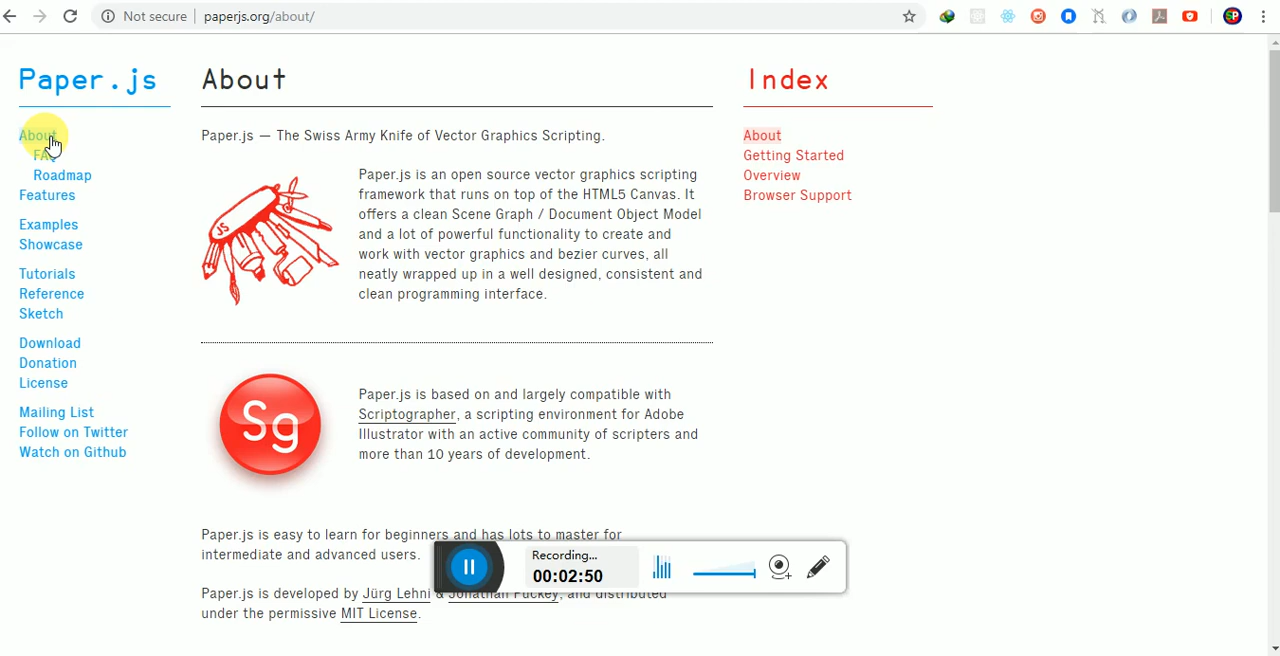 Not secure
paperjs.org/about/
SP
Paper.js
About
FAQ
Roadmap
Features
Examples
Showcase
Tutorials
Reference
Sketch
Download
Donation
License
Mailing List
Follow on Twitter
Watch on Github
About
Paper.js — The Swiss Army Knife of Vector Graphics Scripting.
JS
Paper.js is an open source vector graphics scripting
framework that runs on top of the HTML5 Canvas. It
offers a clean Scene Graph / Document Object Model
and a lot of powerful functionality to create and
work with vector graphics and bezier curves, all
neatly wrapped up in a well designed, consistent and
clean programming interface.
Sg
Paper.js is based on and largely compatible with
Scriptographer, a scripting environment for Adobe
Illustrator with an active community of scripters and
more than 10 years of development.
Paper.js is easy to learn for beginners and has lots to master for
intermediate and advanced users.
Paper.js is developed by Jürg Lehni & Jonathan Puckey, and distributed
under the permissive MIT License.
Index
About
Getting Started
Overview
Browser Support
Recording...
00:02:50